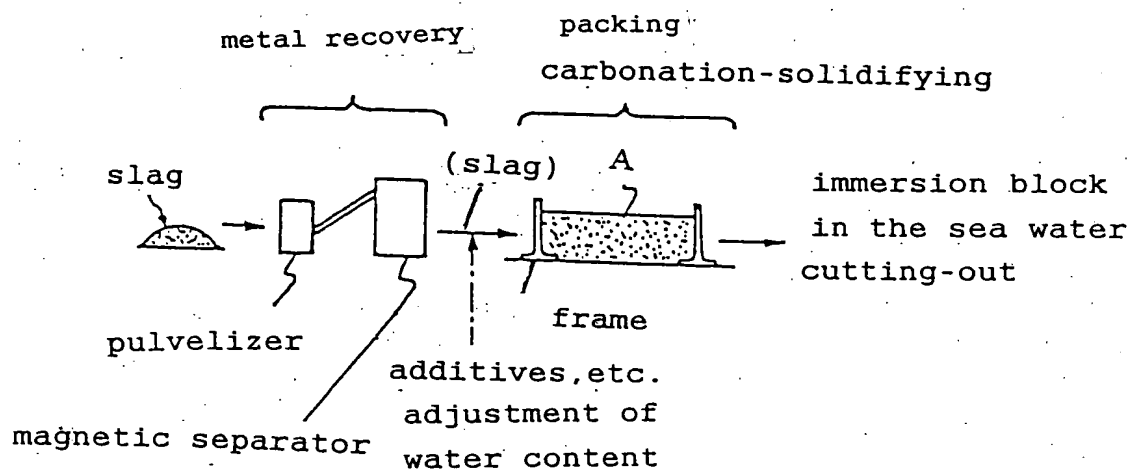 metal recovery
packing
carbonation-solidifying
slag
(slag)
A
immersion block
in the sea water
cutting-out
pulvelizer
frame
magnetic separator
additives,etc.
adjustment of
water content